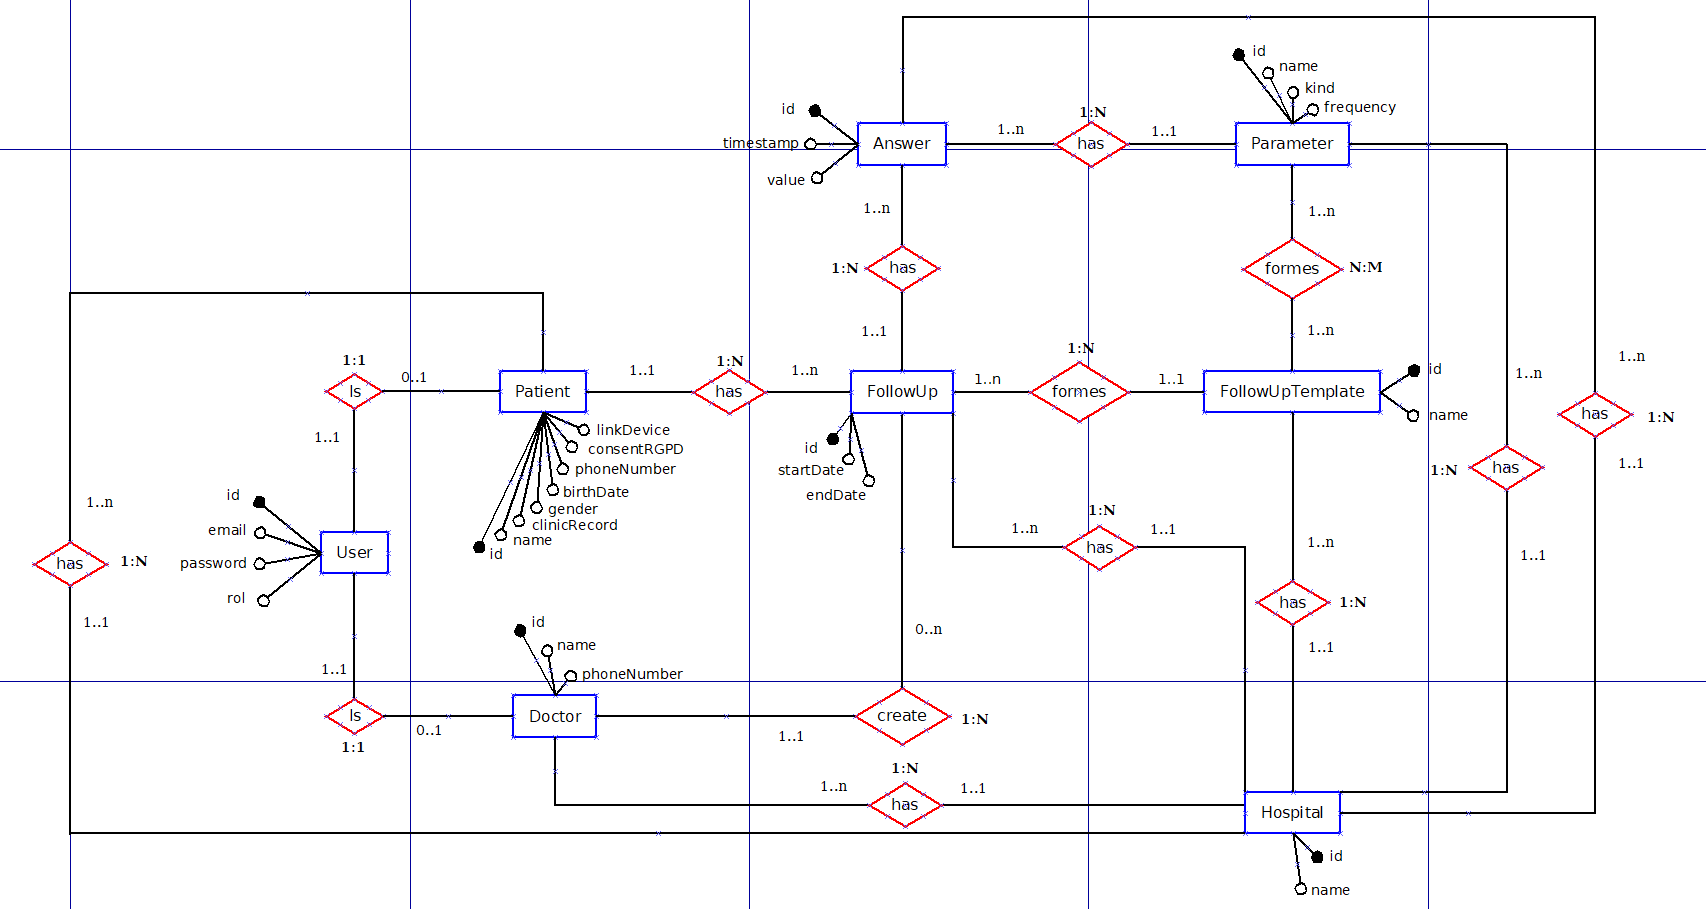 id
name
kind
frequency
1:N
id
1..n
1..1
timestamp
Answer
has
Parameter
value
1..n
1..n
1:N
has
formes
N:M
1..1
1..n
1:1
1:N
1:N
1..n
0..1
1..1
1..n
1..n
1..1
1..n
id
Is
Patient
has
FollowUp
formes
FollowUpTemplate
name
has
1:N
1..1
linkDevice
1..1
consentRGPD
id
phoneNumber
startDate
1:N
has
birthDate
endDate
1..n
id
gender
clinicRecord
1:N
email
name
1..n
1..1
1..n
User
id
has
1..1
has
1:N
password
rol
has
1:N
1..1
id
0..n
name
1..1
1..1
phoneNumber
Is
Doctor
create
1:N
0..1
1..1
1:1
1:N
1..n
1..1
has
Hospital
id
name